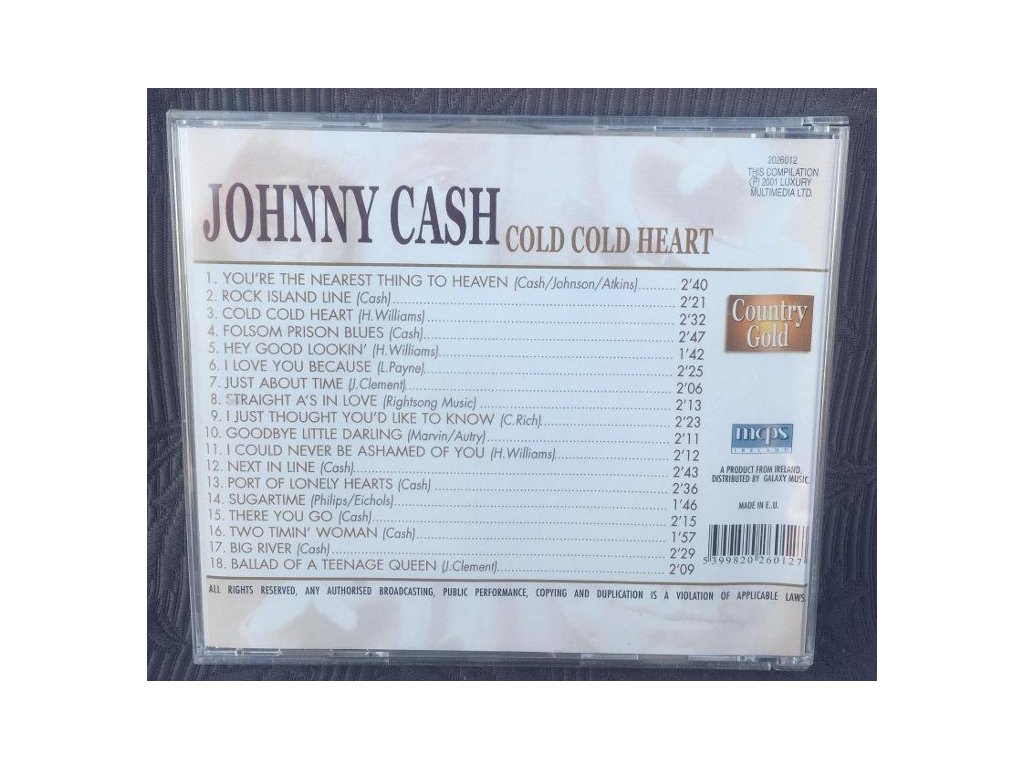 2026012
THIS COMPILATION
(P) 2001 LUXURY
MULTIMEDIA LTD.
JOHNNY CASH COLD COLD HEART
1. YOU'RE THE NEAREST THING TO HEAVEN (Cash/Johnson/Atkins).......... 2'40
2. ROCK ISLAND LINE (Cash)............ 2'21
3. COLD COLD HEART (H.Williams)............ 2'32
4. FOLSOM PRISON BLUES (Cash)............ 2'47
5. HEY GOOD LOOKIN' (H.Williams)............ 1'42
6. I LOVE YOU BECAUSE (L.Payne)............ 2'25
7. JUST ABOUT TIME (J.Clement)............ 2'06
8. STRAIGHT A'S IN LOVE (Rightsong Music)............ 2'13
9. I JUST THOUGHT YOU'D LIKE TO KNOW (C.Rich)............ 2'23
10. GOODBYE LITTLE DARLING (Marvin/Autry)............ 2'11
11. I COULD NEVER BE ASHAMED OF YOU (H.Williams)............ 2'12
12. NEXT IN LINE (Cash)............ 2'43
13. PORT OF LONELY HEARTS (Cash)............ 2'36
14. SUGARTIME (Philips/Eichols)............ 1'46
15. THERE YOU GO (Cash)............ 2'15
16. TWO TIMIN' WOMAN (Cash)............ 1'57
17. BIG RIVER (Cash)............ 2'29
18. BALLAD OF A TEENAGE QUEEN (J.Clement)............ 2'09
Country
Gold
mcps
IRELAND
A PRODUCT FROM IRELAND
DISTRIBUTED BY GALAXY MUSIC.
MADE IN E.U.
5 399820 260127
ALL RIGHTS RESERVED, ANY AUTHORISED BROADCASTING, PUBLIC PERFORMANCE, COPYING AND DUPLICATION IS A VIOLATION OF APPLICABLE LAWS